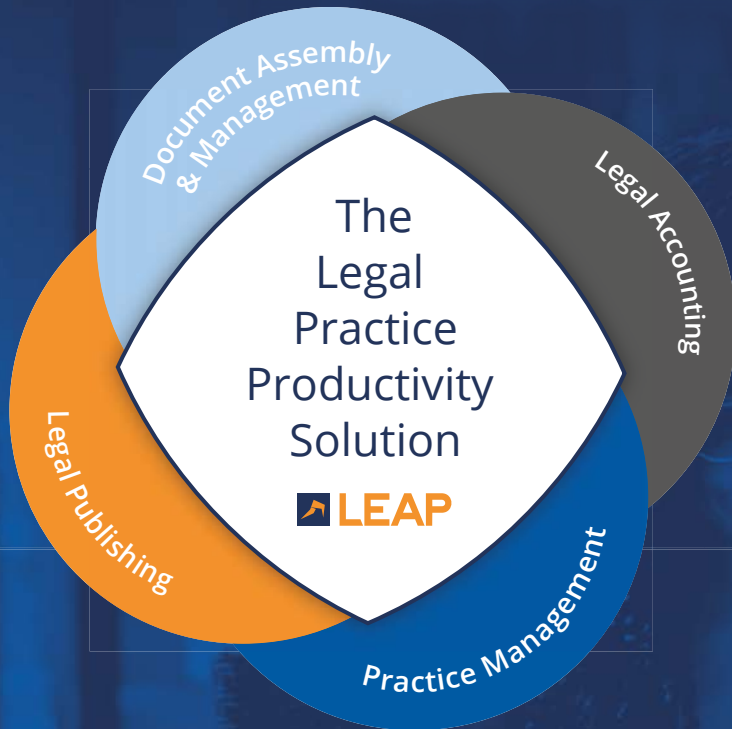 Document Assembly
& Management
Legal Accounting
The
Legal
Practice
Productivity
Solution
LEAP
Legal Publishing
Practice Management